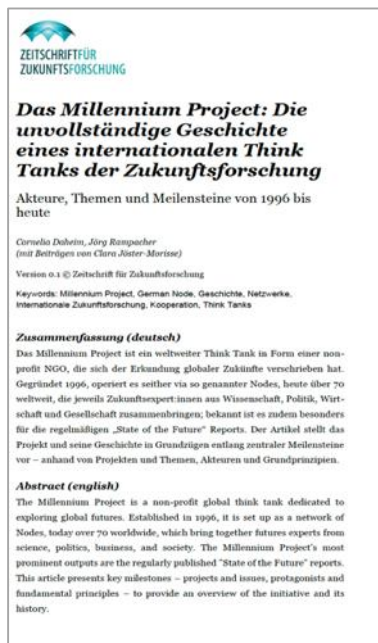 ZEITSCHRIFTFÜR
ZUKUNFTSFORSCHUNG
Das Millennium Project: Die
unvollständige Geschichte
eines internationalen Think
Tanks der Zukunftsforschung
Akteure, Themen und Meilensteine von 1996 bis
heute
Cornelia Daheim, Jörg Rampacher
(mit Beiträgen von Clara Jöster-Morisse)
Version 0.1 © Zeitschrift für Zukunftsforschung
Keywords: Millennium Project, German Node, Geschichte, Netzwerke,
Internationale Zukunftsforschung, Kooperation, Think Tanks
Zusammenfassung (deutsch)
Das Millennium Project ist ein weltweiter Think Tank in Form einer non-
profit NGO, die sich der Erkundung globaler Zukünfte verschrieben hat.
Gegründet 1996, operiert es seither via so genannter Nodes, heute über 70
weltweit, die jeweils Zukunftsexpert:innen aus Wissenschaft, Politik, Wirt-
schaft und Gesellschaft zusammenbringen; bekannt ist es zudem besonders
für die regelmäßigen „State of the Future" Reports. Der Artikel stellt das
Projekt und seine Geschichte in Grundzügen entlang zentraler Meilensteine
vor – anhand von Projekten und Themen, Akteuren und Grundprinzipien.
Abstract (english)
The Millennium Project is a non-profit global think tank dedicated to
exploring global futures. Established in 1996, it is set up as a network of
Nodes, today over 70 worldwide, which bring together futures experts from
science, politics, business, and society. The Millennium Project's most
prominent outputs are the regularly published "State of the Future" reports.
This article presents key milestones – projects and issues, protagonists and
fundamental principles – to provide an overview of the initiative and its
history.